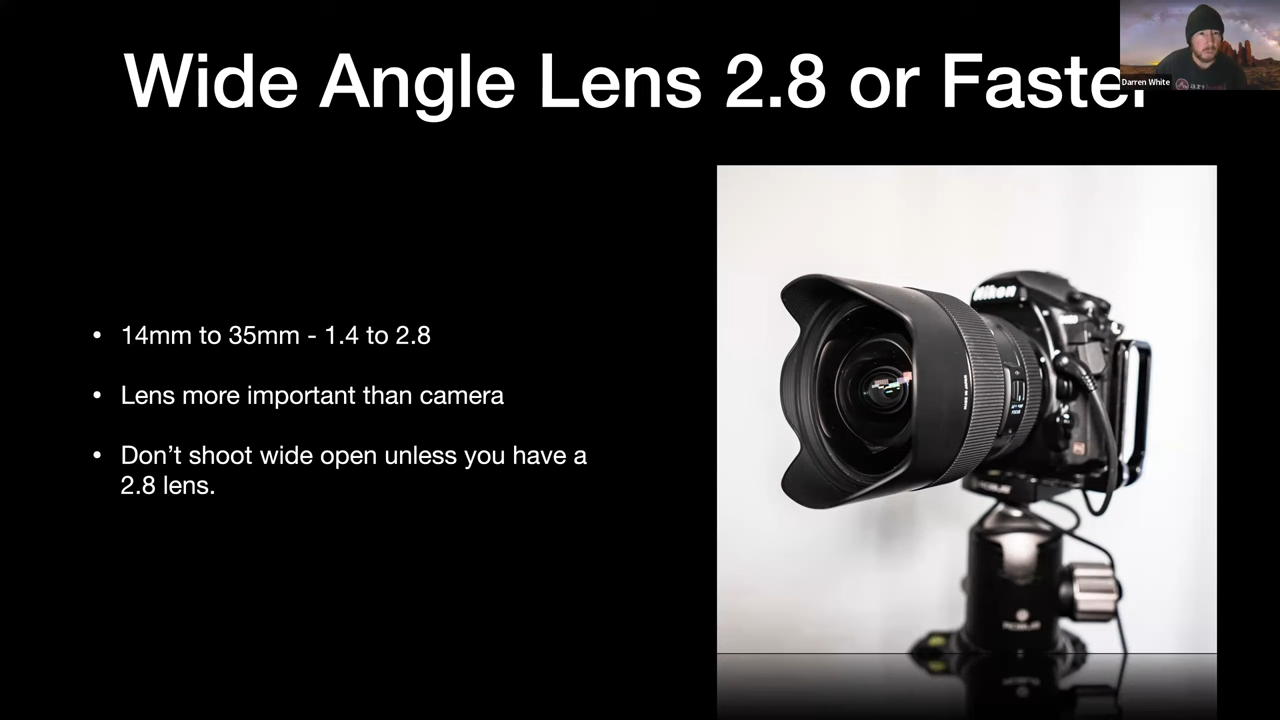 Wide Angle Lens 2.8 or Faster
Darren White
• 14mm to 35mm - 1.4 to 2.8
• Lens more important than camera
• Don’t shoot wide open unless you have a
2.8 lens.
Nikon